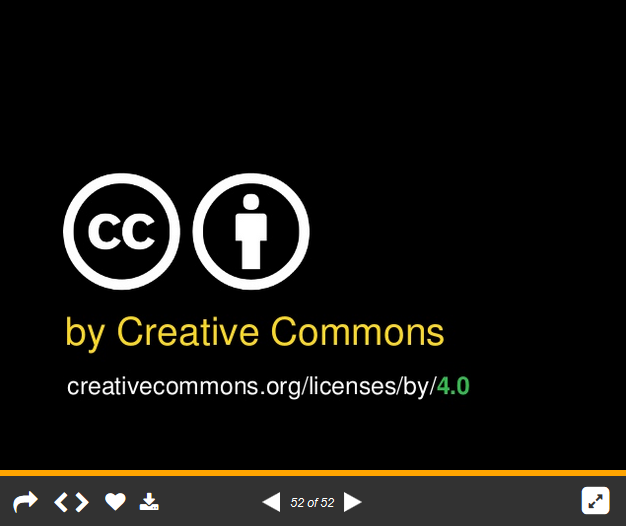 cc
by Creative Commons
creativecommons.org/licenses/by/4.0
52 of 52